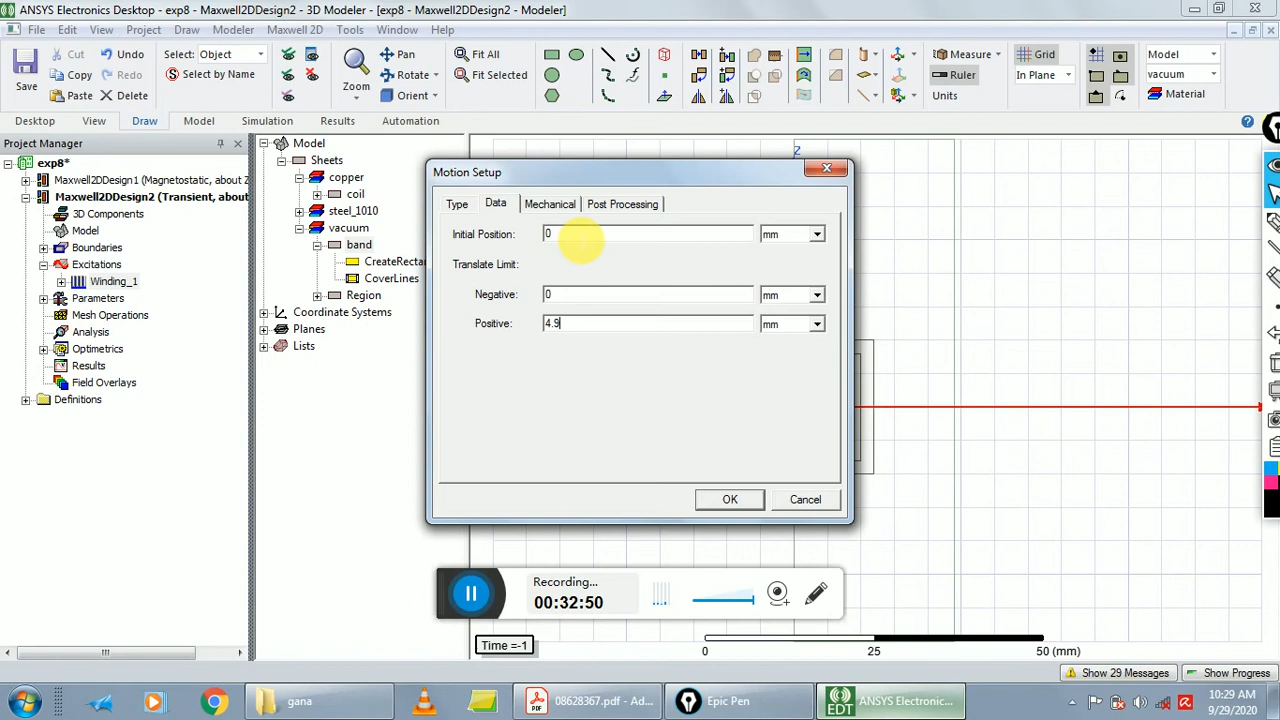 ANSYS Electronics Desktop - exp8 - Maxwell2DDesign2 - 3D Modeler - [exp8 - Maxwell2DDesign2 - Modeler]
File Edit View Project Draw Modeler Maxwell 2D Tools Window Help
Save
Cut
Copy
Paste
Undo
Redo
Delete
Select: Object
Select by Name
Zoom
Pan
Rotate
Orient
Fit All
Fit Selected
Measure
Ruler
Units
Grid
In Plane
Model
vacuum
Material
Desktop View Draw Model Simulation Results Automation
Project Manager
exp8*
Maxwell2DDesign1 (Magnetostatic, about Z
Maxwell2DDesign2 (Transient, about
3D Components
Model
Boundaries
Excitations
Winding_1
Parameters
Mesh Operations
Analysis
Optimetrics
Results
Field Overlays
Definitions
Model
Sheets
copper
coil
steel_1010
vacuum
band
CreateRecta
CoverLines
Region
Coordinate Systems
Planes
Lists
Z
Motion Setup
Type Data Mechanical Post Processing
Initial Position: 0 mm
Translate Limit:
Negative: 0 mm
Positive: 4.9 mm
OK Cancel
Recording...
00:32:50
Time =-1
0 25 50 (mm)
Show 29 Messages Show Progress
gana
08628367.pdf - Ad...
Epic Pen
EDT
ANSYS Electronic...
10:29 AM
9/29/2020